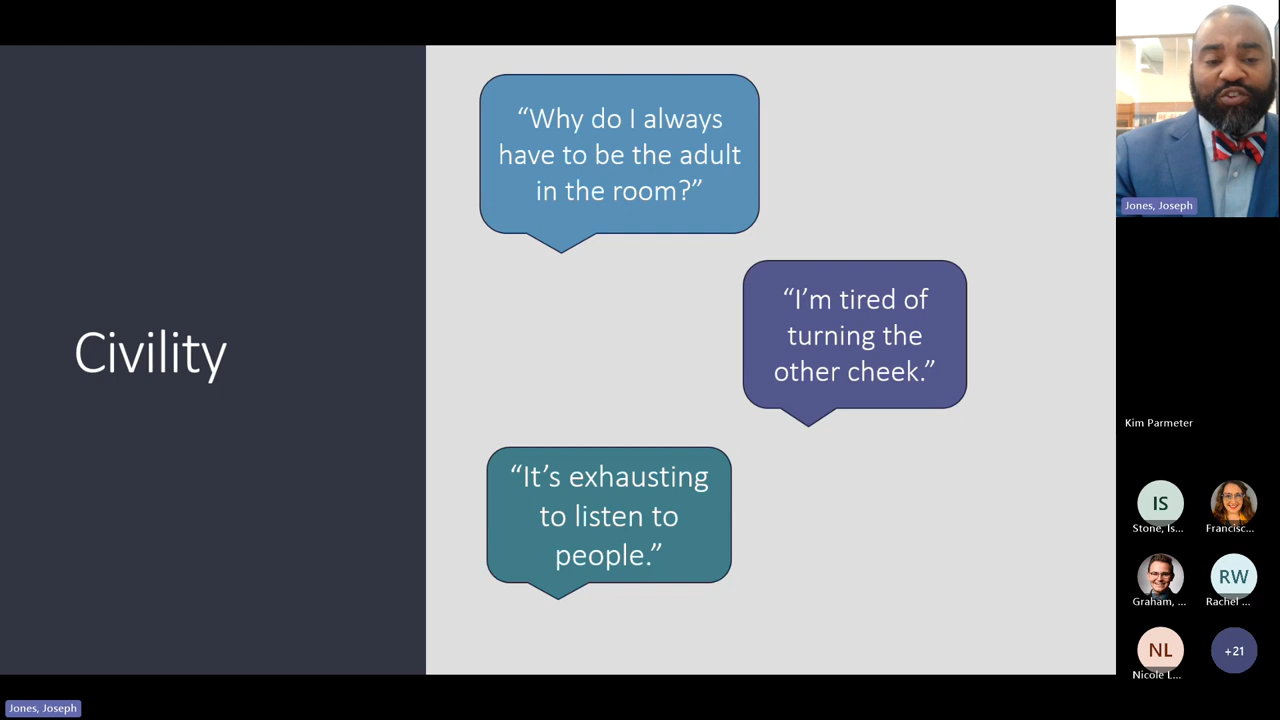 Civility
“Why do I always
have to be the adult
in the room?”
“I’m tired of
turning the
other cheek.”
“It’s exhausting
to listen to
people.”
Jones, Joseph
Kim Parmeter
IS
Stone, Is...
Francisc...
Graham, ...
RW
Rachel ...
NL
Nicole L...
+21
Jones, Joseph